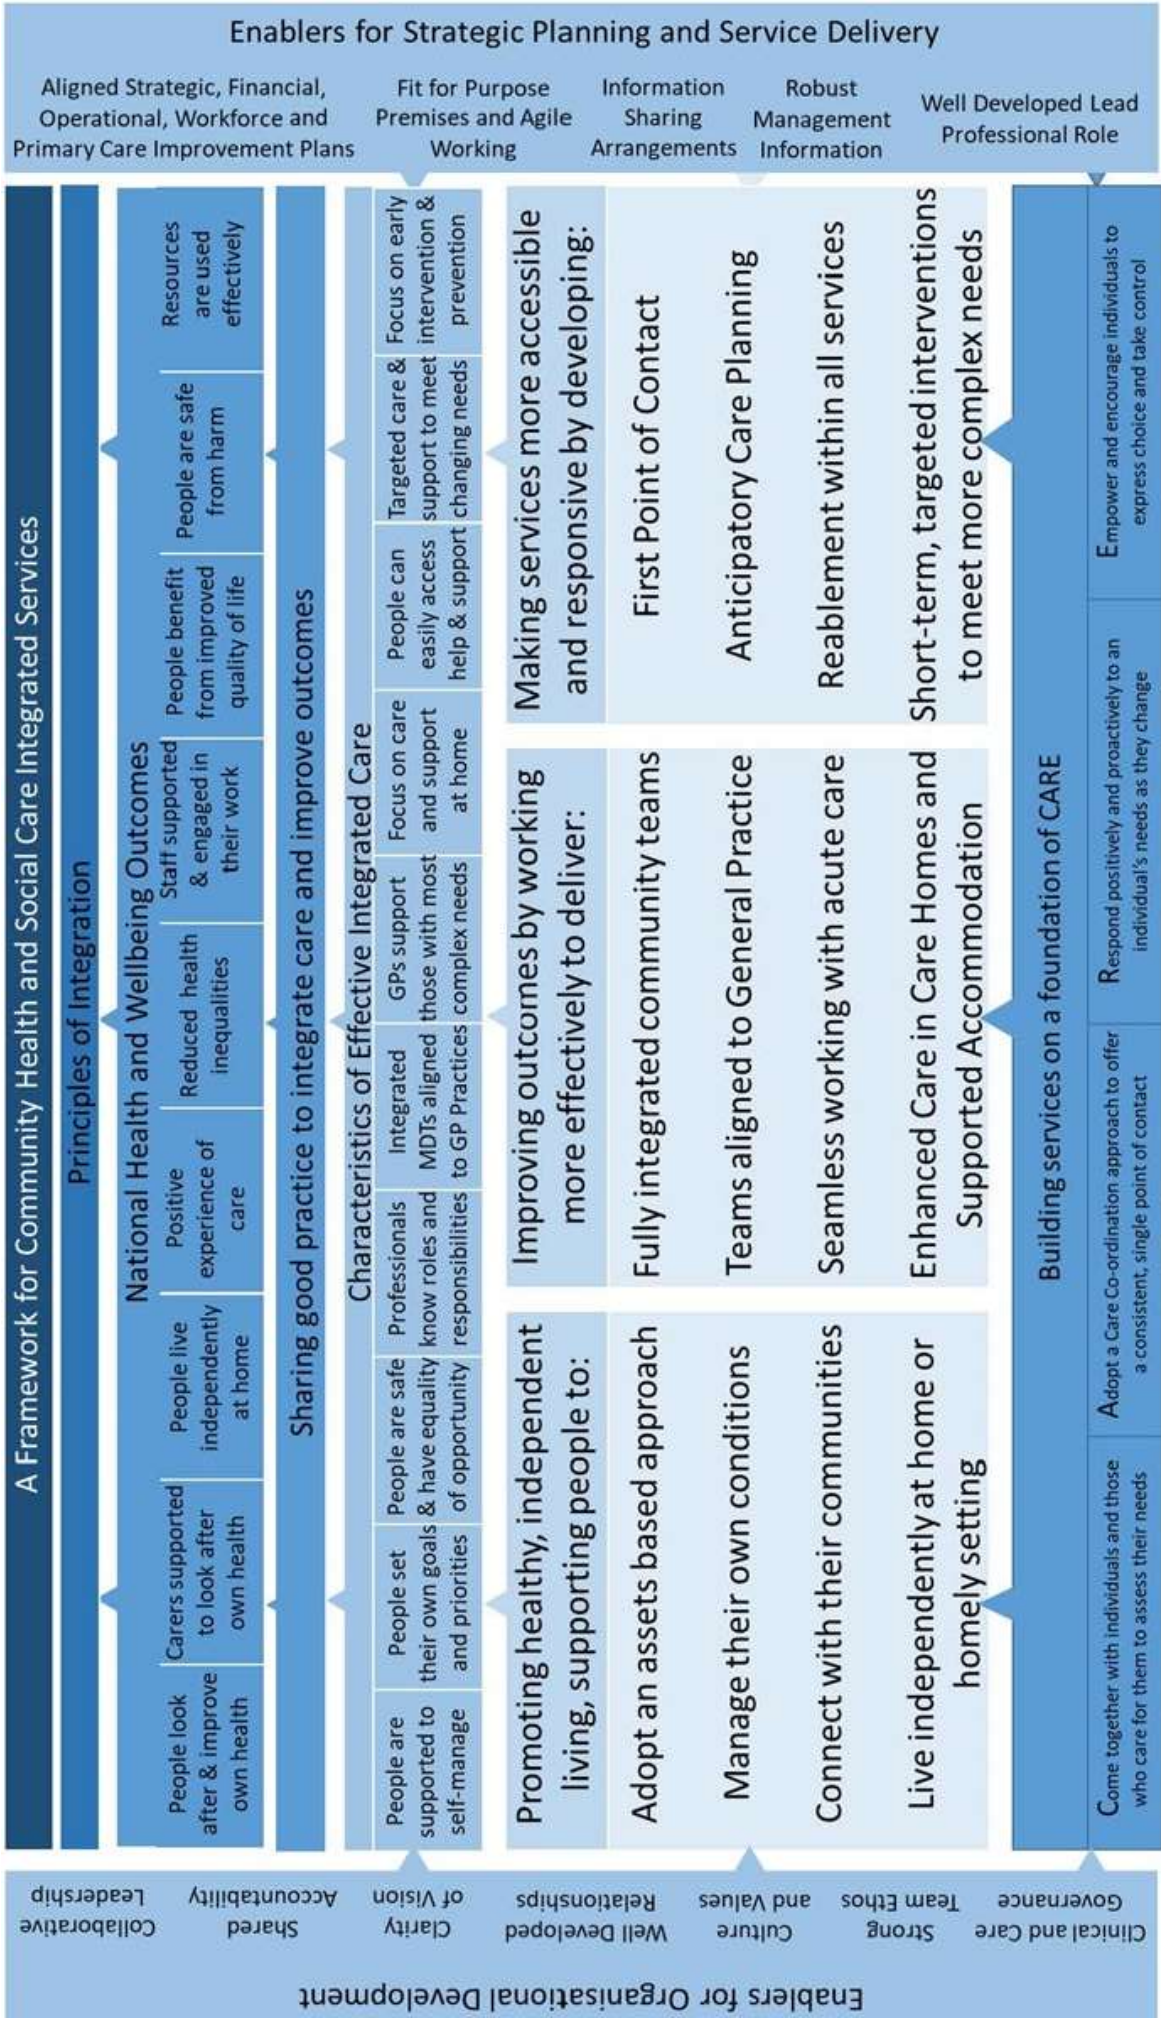 A Framework for Community Health and Social Care Integrated Services
Principles of Integration
National Health and Wellbeing Outcomes
People look
after & improve
own health
Carers supported
to look after
own health
People live
independently
at home
Positive
experience of
care
Reduced health
inequalities
Staff supported
& engaged in
their work
People benefit
from improved
quality of life
People are safe
from harm
Resources
are used
effectively
Sharing good practice to integrate care and improve outcomes
Characteristics of Effective Integrated Care
People are
supported to
self-manage
People set
their own goals
and priorities
People are safe
& have equality
of opportunity
Professionals
know roles and
responsibilities
Integrated
MDTs aligned
to GP Practices
GPs support
those with most
complex needs
Focus on care
and support
at home
People can
easily access
help & support
Targeted care &
support to meet
changing needs
Focus on early
intervention &
prevention
Promoting healthy, independent
living, supporting people to:
Adopt an assets based approach
Manage their own conditions
Connect with their communities
Live independently at home or
homely setting
Improving outcomes by working
more effectively to deliver:
Fully integrated community teams
Teams aligned to General Practice
Seamless working with acute care
Enhanced Care in Care Homes and
Supported Accommodation
Making services more accessible
and responsive by developing:
First Point of Contact
Anticipatory Care Planning
Reablement within all services
Short-term, targeted interventions
to meet more complex needs
Building services on a foundation of CARE
Come together with individuals and those
who care for them to assess their needs
Adopt a Care Co-ordination approach to offer
a consistent, single point of contact
Respond positively and proactively to an
individual's needs as they change
Empower and encourage individuals to
express choice and take control
Enablers for Organisational Development
Clinical and Care
Governance
Strong
Team Ethos
Culture
and Values
Well Developed
Relationships
Clarity
of Vision
Shared
Accountability
Collaborative
Leadership
Enablers for Strategic Planning and Service Delivery
Aligned Strategic, Financial,
Operational, Workforce and
Primary Care Improvement Plans
Fit for Purpose
Premises and Agile
Working
Information
Sharing
Arrangements
Robust
Management
Information
Well Developed Lead
Professional Role